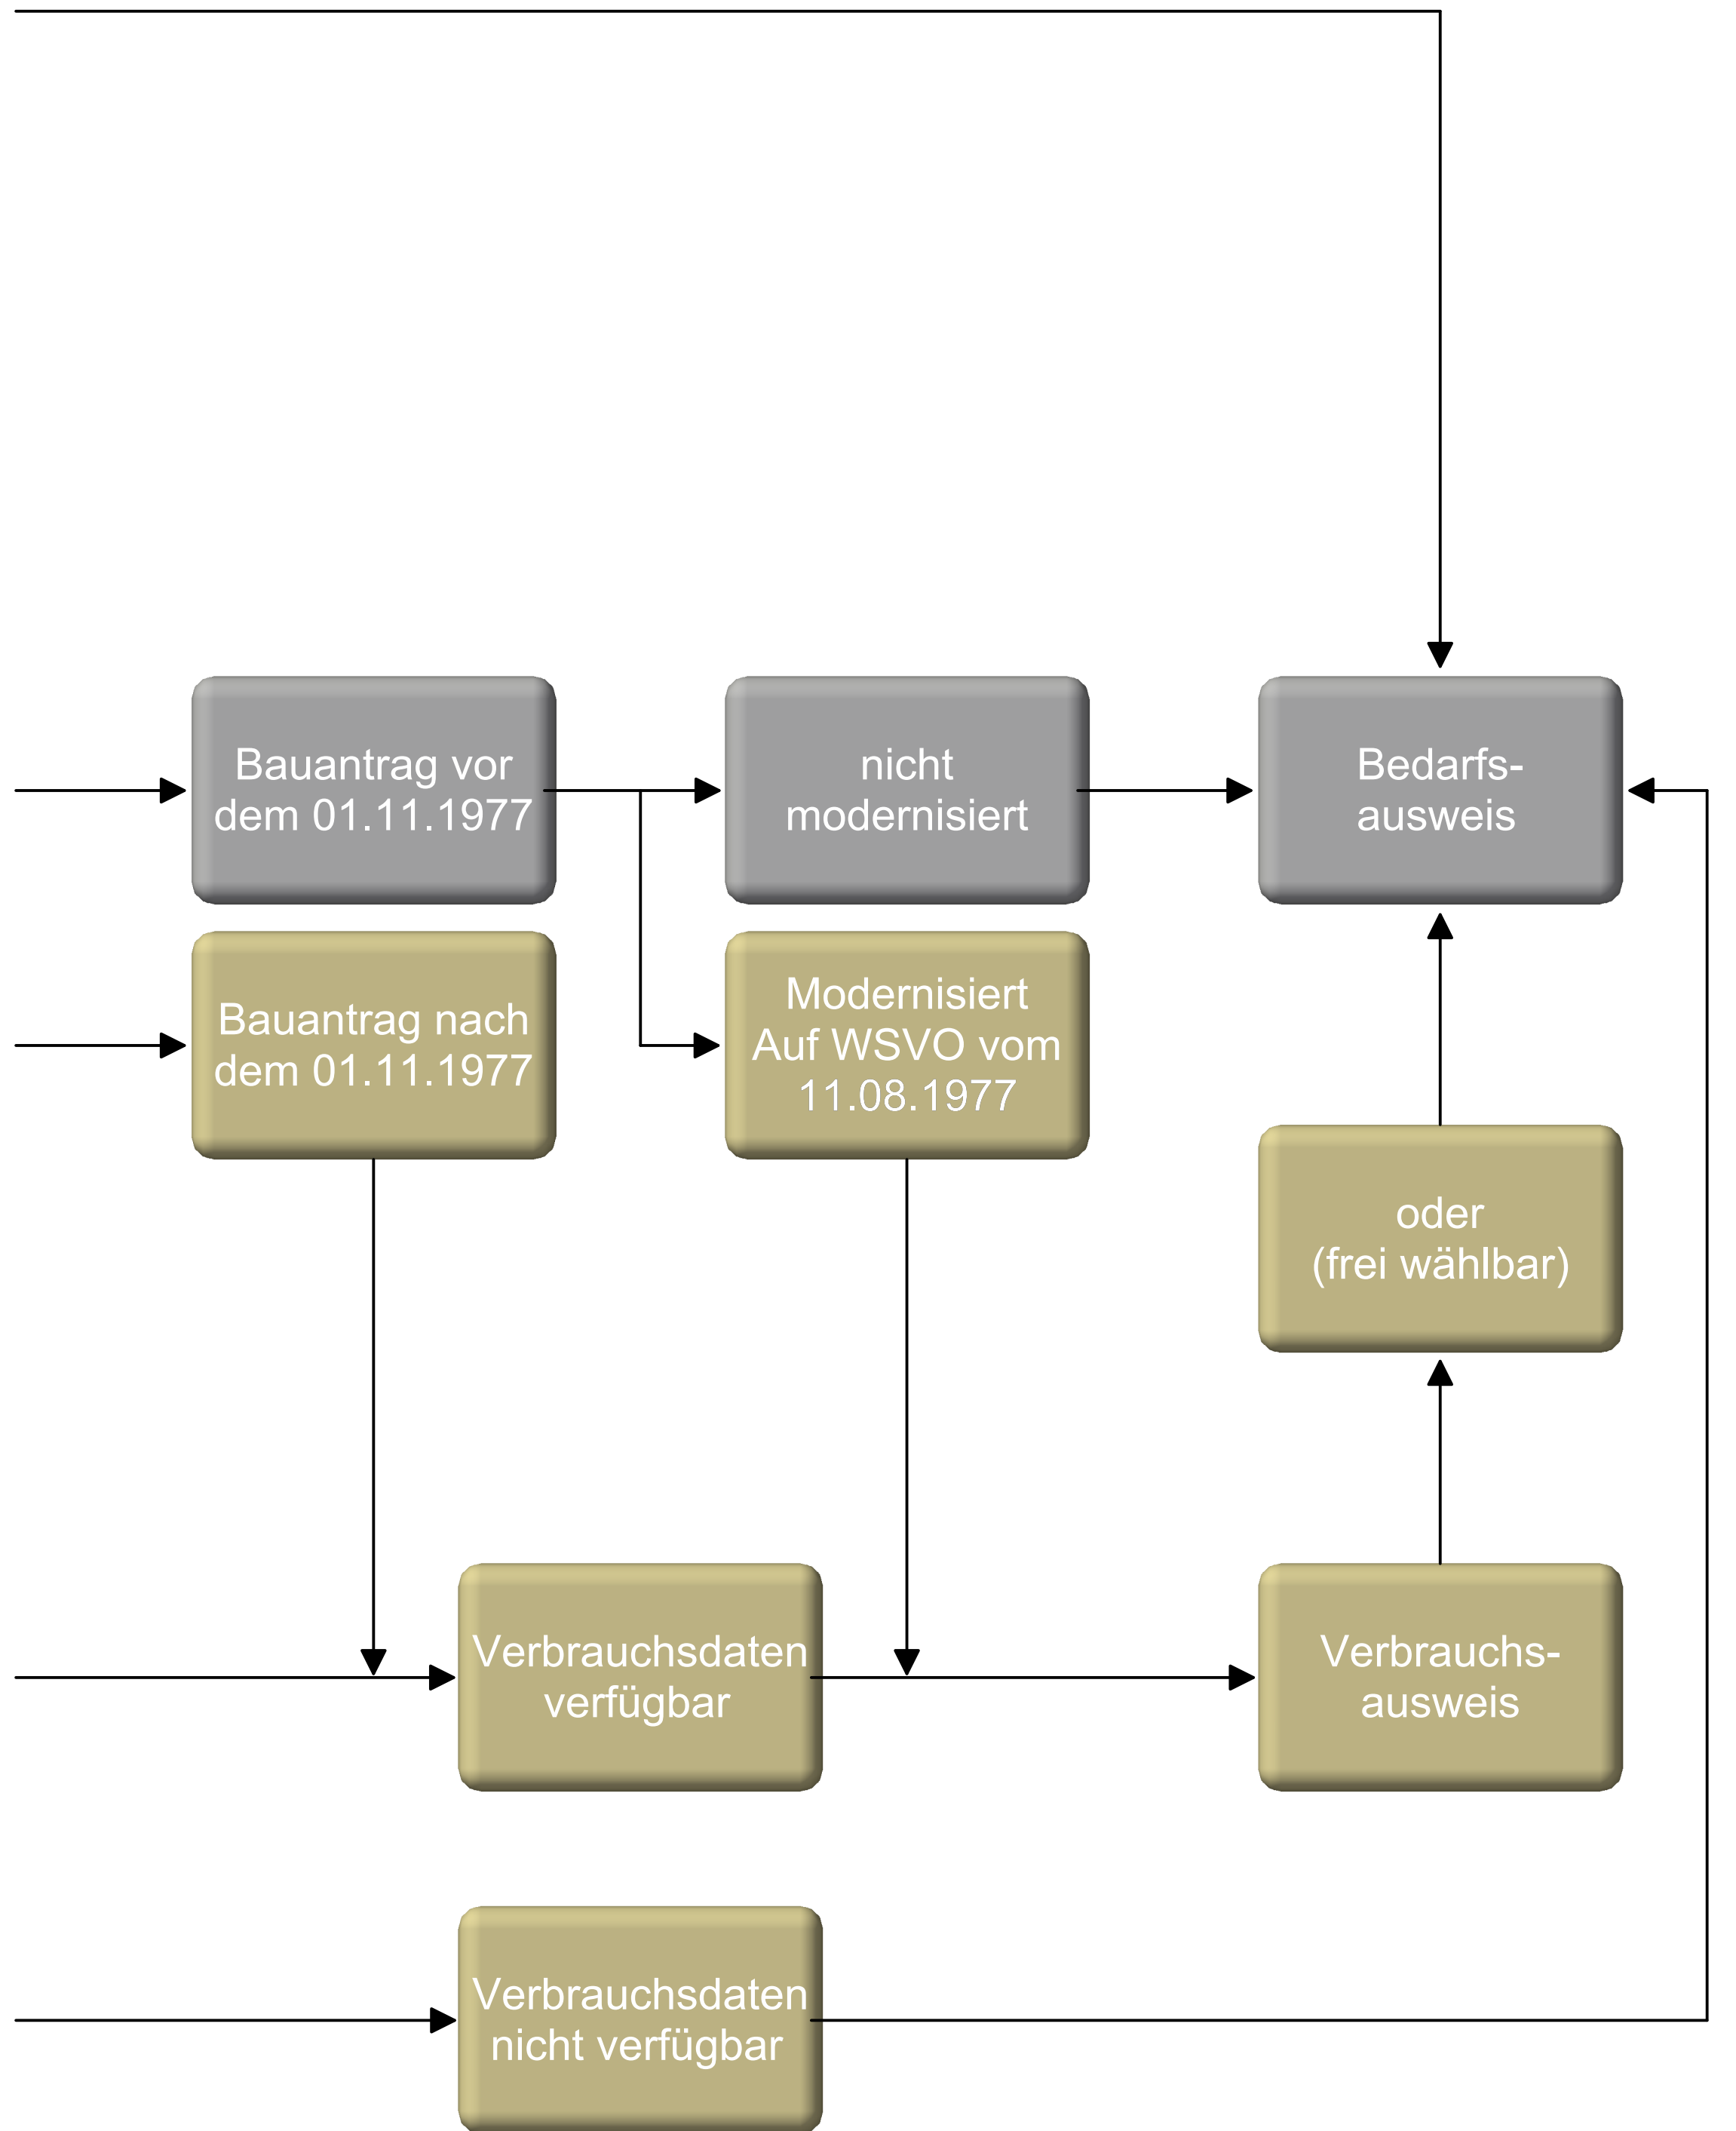 Bauantrag vor
dem 01.11.1977
nicht
modernisiert
Bedarfs-
ausweis
Bauantrag nach
dem 01.11.1977
Modernisiert
Auf WSVO vom
11.08.1977
oder
(frei wählbar)
Verbrauchsdaten
verfügbar
Verbrauchs-
ausweis
Verbrauchsdaten
nicht verfügbar